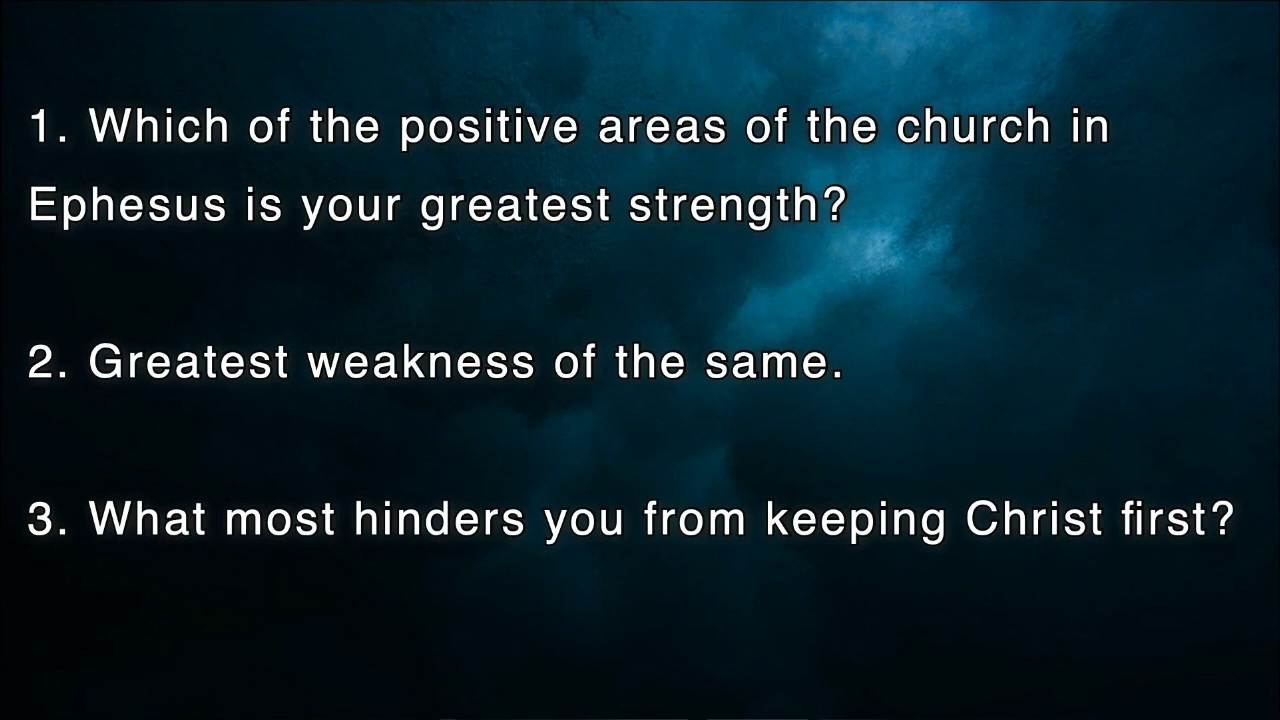 1. Which of the positive areas of the church in
Ephesus is your greatest strength?
2. Greatest weakness of the same.
3. What most hinders you from keeping Christ first?